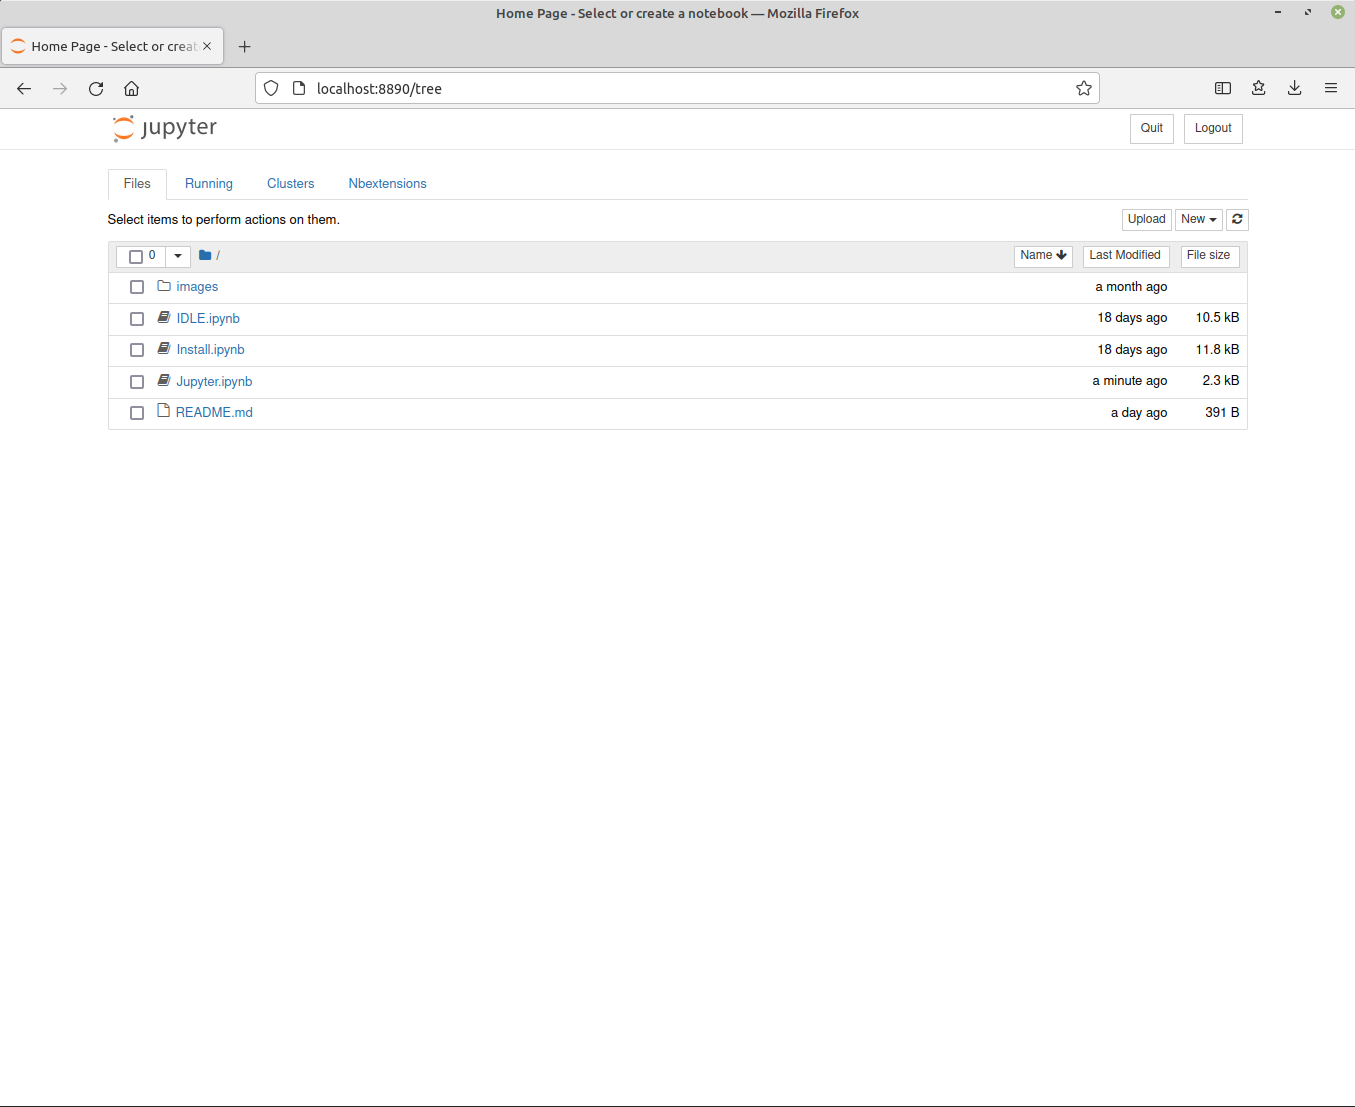 Home Page - Select or create a notebook — Mozilla Firefox
Home Page - Select or creat
localhost:8890/tree
jupyter
Quit Logout
Files Running Clusters Nbextensions
Select items to perform actions on them.
Upload New
0 / Name Last Modified File size
images a month ago
IDLE.ipynb 18 days ago 10.5 kB
Install.ipynb 18 days ago 11.8 kB
Jupyter.ipynb a minute ago 2.3 kB
README.md a day ago 391 B